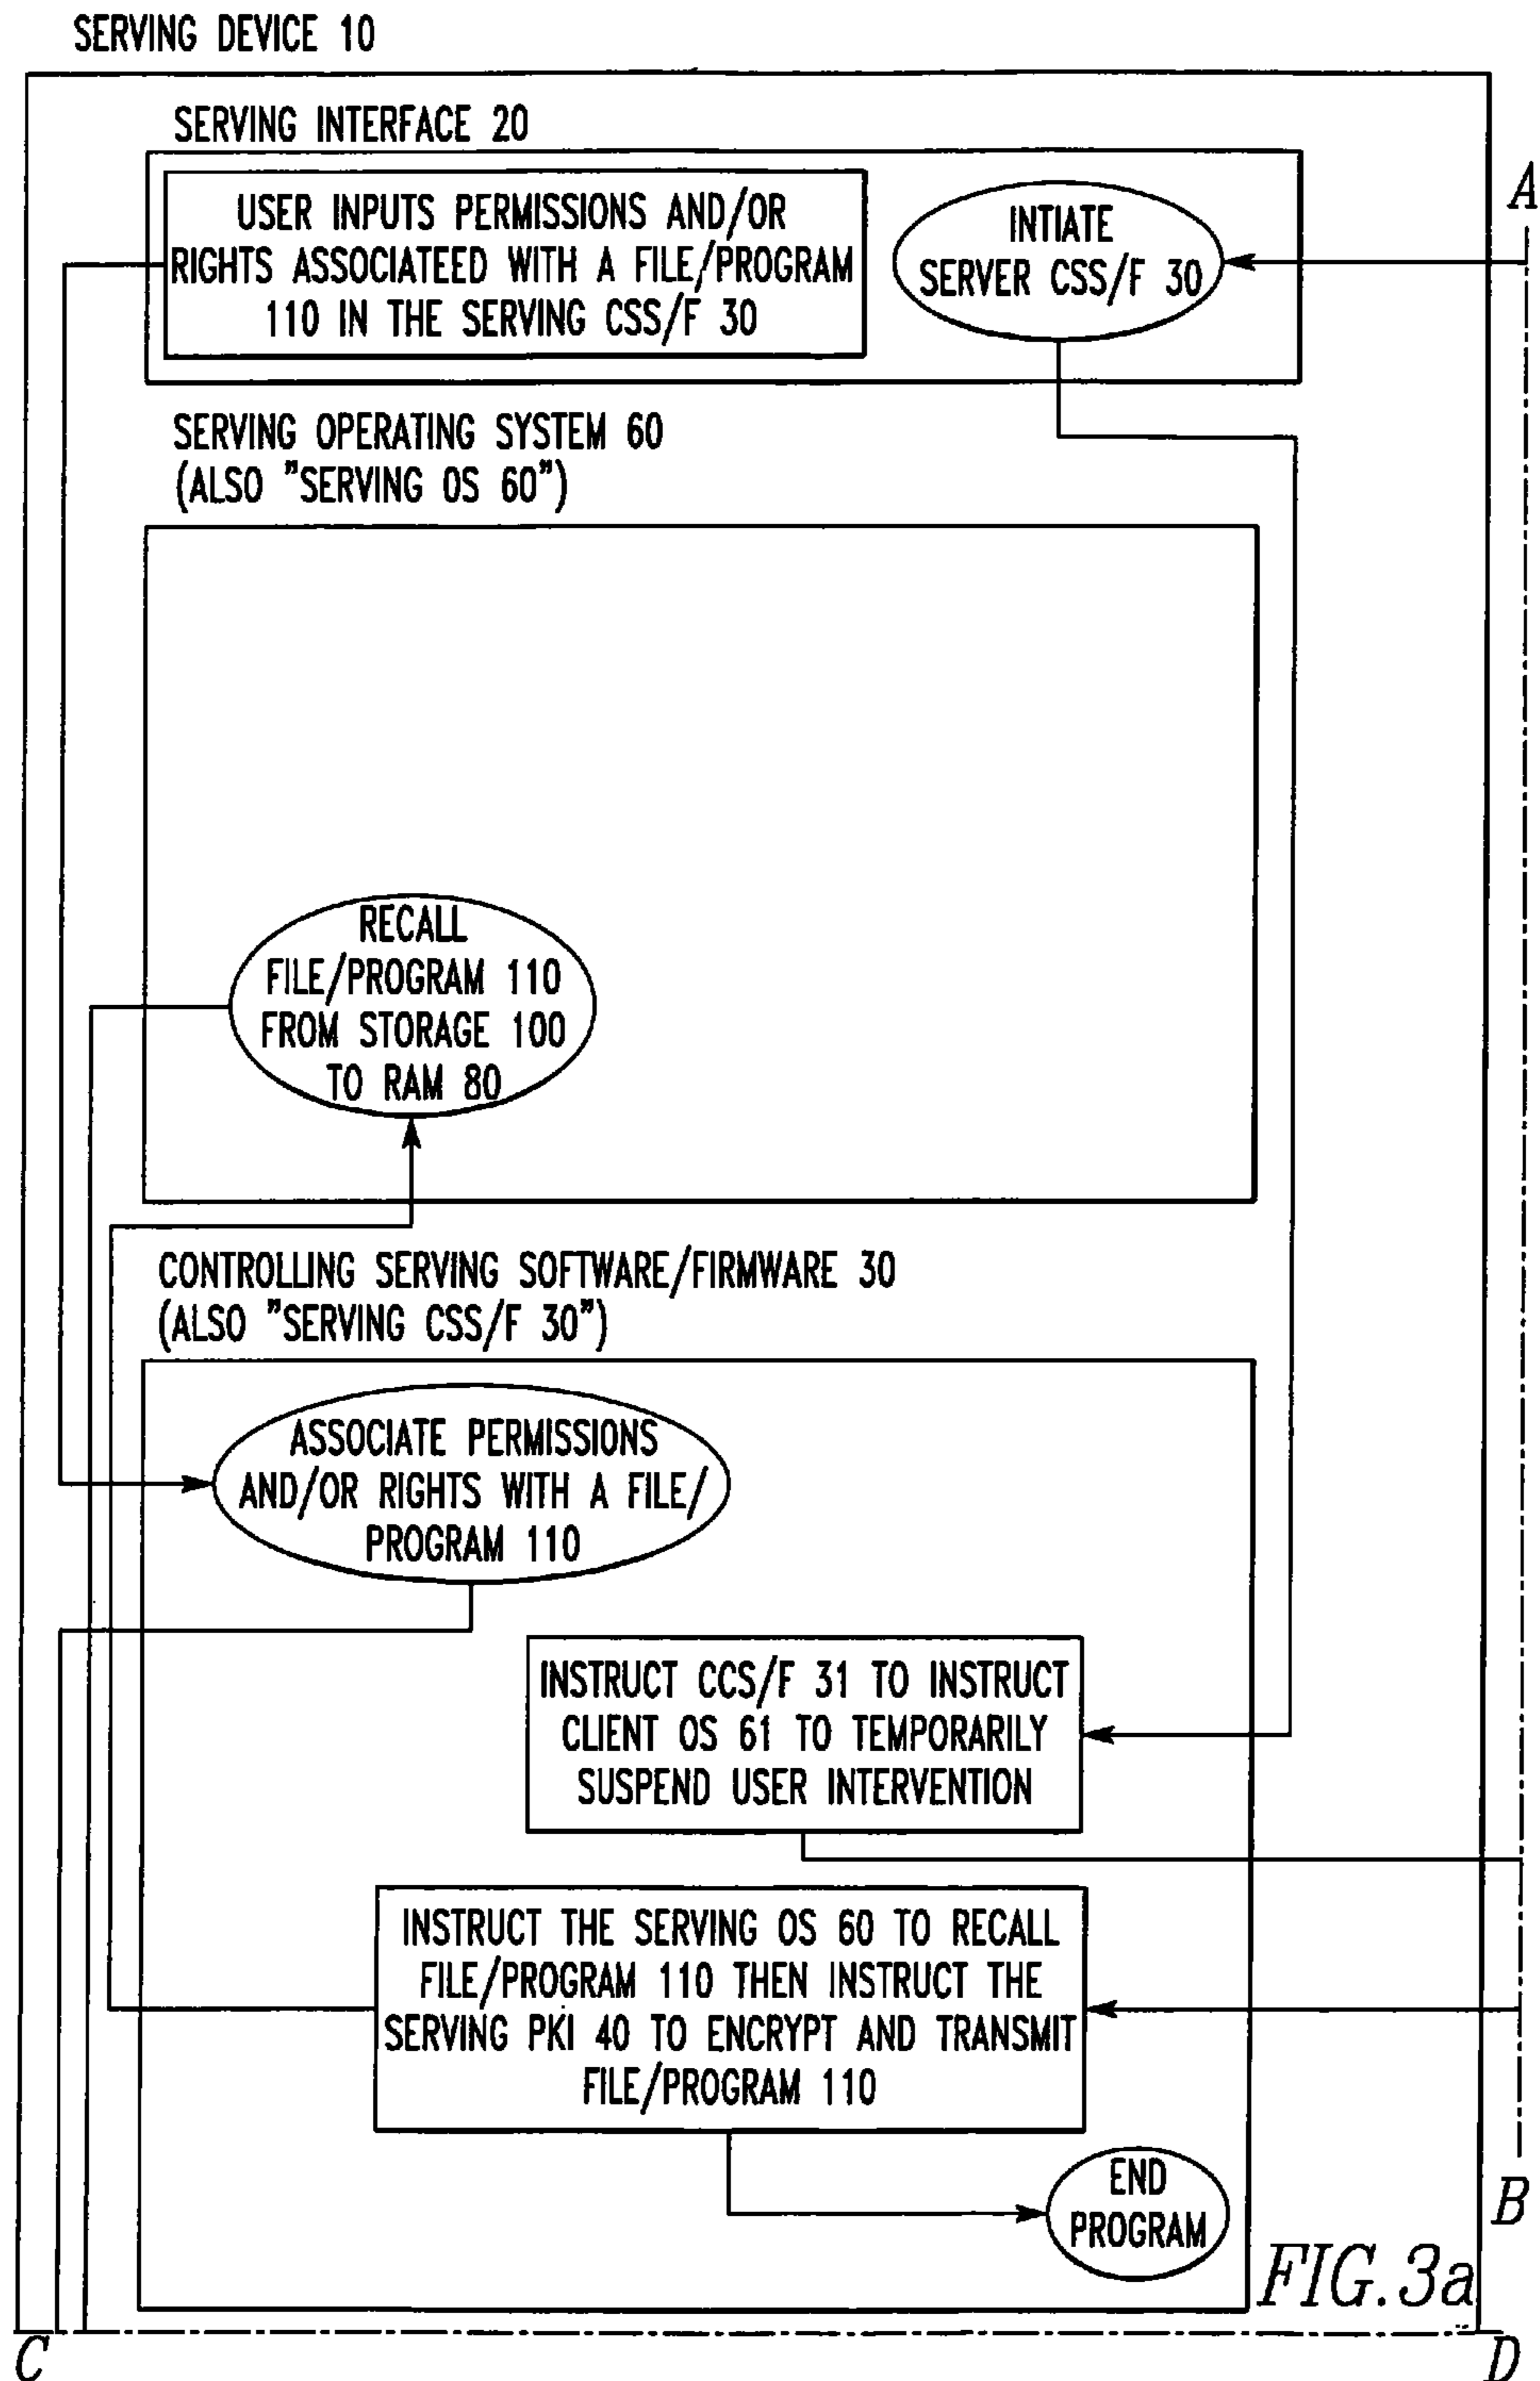 SERVING DEVICE 10
SERVING INTERFACE 20
USER INPUTS PERMISSIONS AND/OR
RIGHTS ASSOCIATEED WITH A FILE/PROGRAM
110 IN THE SERVING CSS/F 30
INTIATE
SERVER CSS/F 30
A
SERVING OPERATING SYSTEM 60
(ALSO "SERVING OS 60")
RECALL
FILE/PROGRAM 110
FROM STORAGE 100
TO RAM 80
CONTROLLING SERVING SOFTWARE/FIRMWARE 30
(ALSO "SERVING CSS/F 30")
ASSOCIATE PERMISSIONS
AND/OR RIGHTS WITH A FILE/
PROGRAM 110
INSTRUCT CCS/F 31 TO INSTRUCT
CLIENT OS 61 TO TEMPORARILY
SUSPEND USER INTERVENTION
INSTRUCT THE SERVING OS 60 TO RECALL
FILE/PROGRAM 110 THEN INSTRUCT THE
SERVING PKI 40 TO ENCRYPT AND TRANSMIT
FILE/PROGRAM 110
END
PROGRAM
B
FIG.3a
C
D